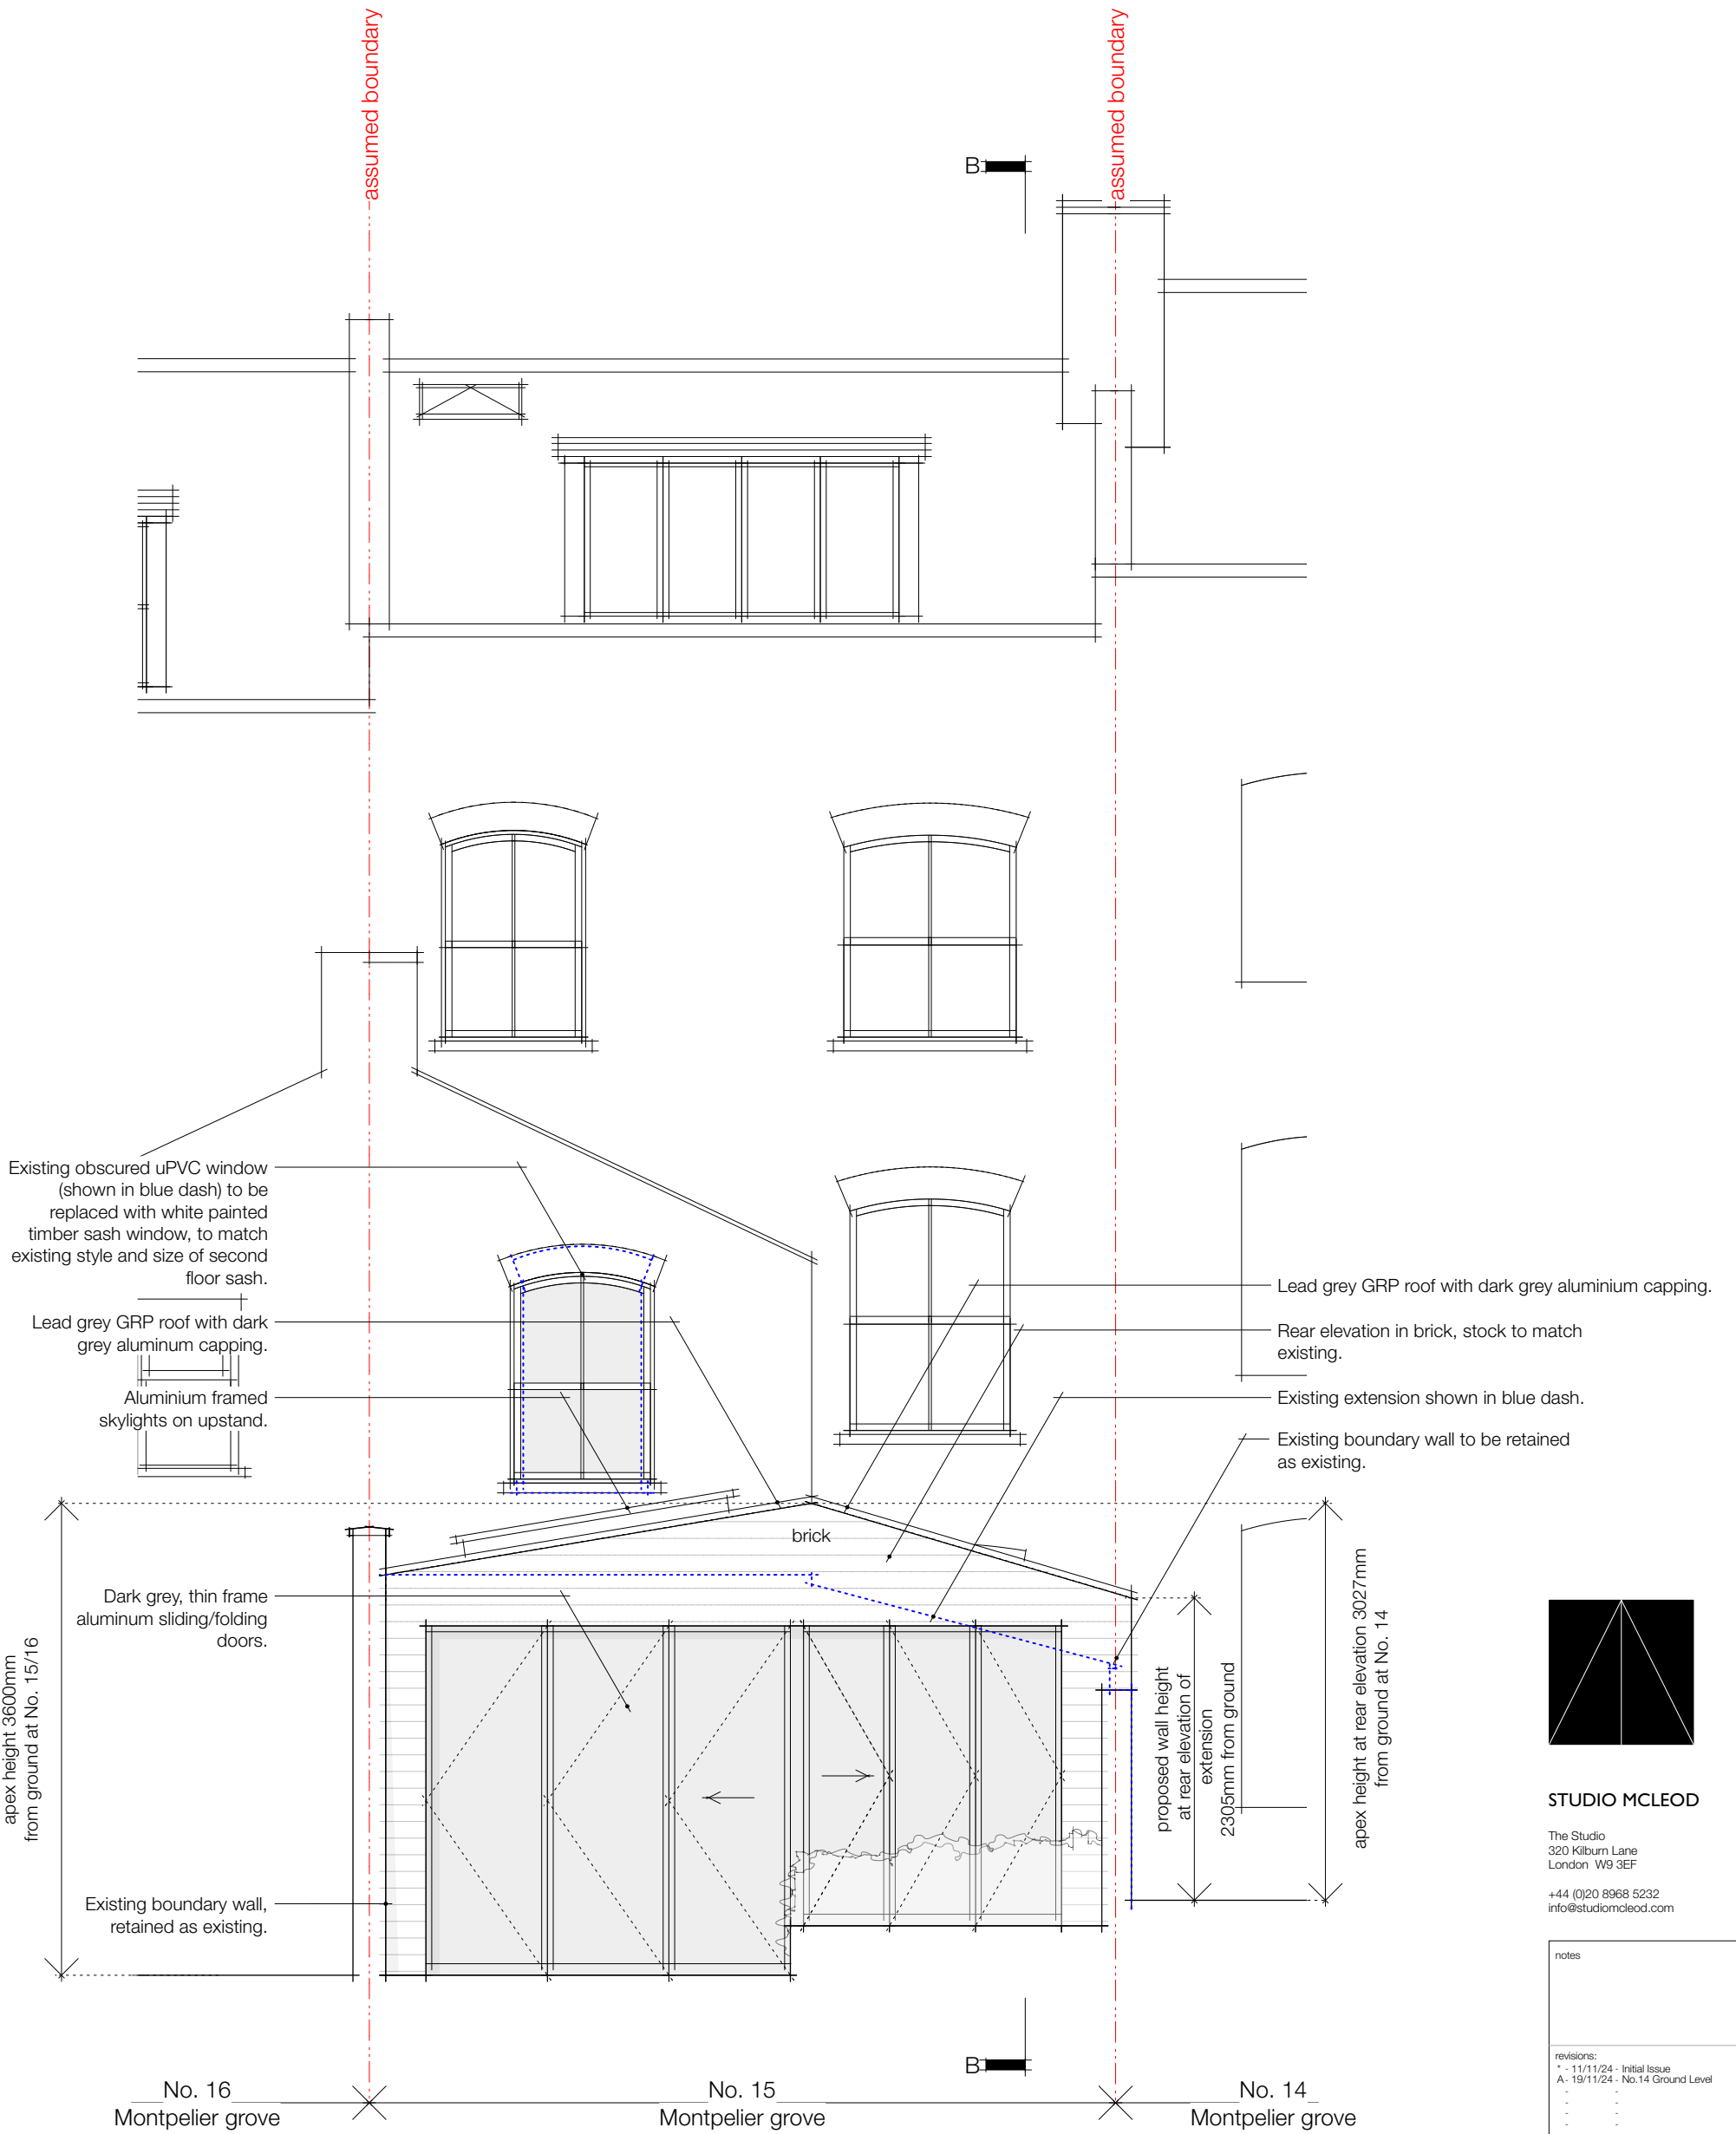 assumed boundary
assumed boundary
B
Existing obscured uPVC window
(shown in blue dash) to be
replaced with white painted
timber sash window, to match
existing style and size of second
floor sash.
Lead grey GRP roof with dark
grey aluminum capping.
Aluminium framed
skylights on upstand.
Lead grey GRP roof with dark grey aluminium capping.
Rear elevation in brick, stock to match
existing.
Existing extension shown in blue dash.
Existing boundary wall to be retained
as existing.
brick
Dark grey, thin frame
aluminum sliding/folding
doors.
apex height 3600mm
from ground at No. 15/16
proposed wall height
at rear elevation of
extension
2305mm from ground
apex height at rear elevation 3027mm
from ground at No. 14
Existing boundary wall,
retained as existing.
B
No. 16
Montpelier grove
No. 15
Montpelier grove
No. 14
Montpelier grove
STUDIO MCLEOD
The Studio
320 Kilburn Lane
London W9 3EF
+44 (0)20 8968 5232
info@studiomcleod.com
notes
revisions:
* - 11/11/24 - Initial Issue
A - 19/11/24 - No.14 Ground Level
- -
- -
- -
- -